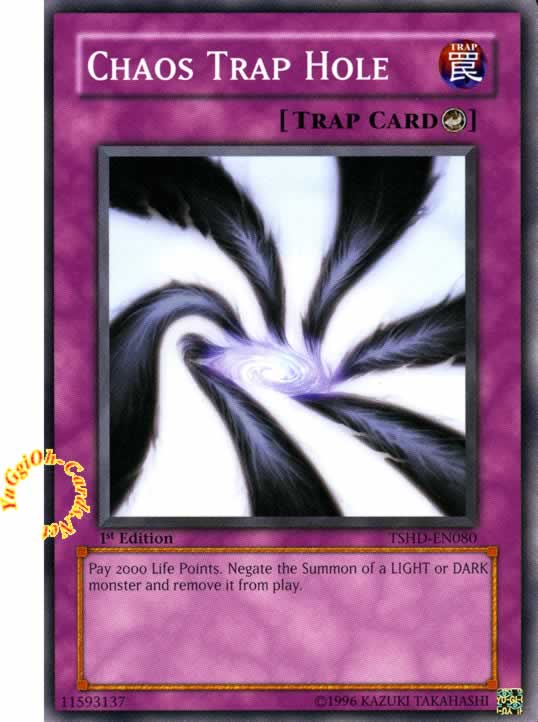 CHAOS TRAP HOLE
TRAP
罠
[TRAP CARD]
YuGgiOh-Cards.Net
1st Edition
TSHD-EN080
Pay 2000 Life Points. Negate the Summon of a LIGHT or DARK
monster and remove it from play.
11593137
©1996 KAZUKI TAKAHASHI